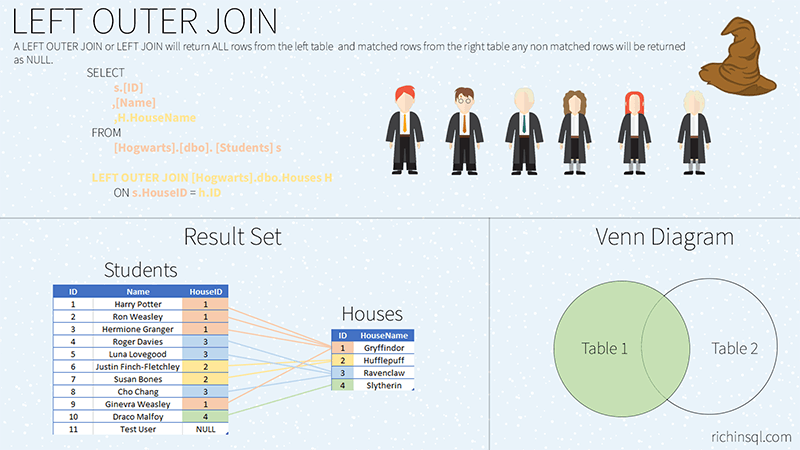 LEFT OUTER JOIN
A LEFT OUTER JOIN or LEFT JOIN will return ALL rows from the left table and matched rows from the right table any non matched rows will be returned
as NULL.
SELECT
s.[ID]
,[Name]
,H.HouseName
FROM
[Hogwarts].[dbo]. [Students] s
LEFT OUTER JOIN [Hogwarts].dbo.Houses H
ON s.HouseID = h.ID
Result Set
Students
ID Name HouseID
1 Harry Potter 1
2 Ron Weasley 1
3 Hermione Granger 1
4 Roger Davies 3
5 Luna Lovegood 3
6 Justin Finch-Fletchley 2
7 Susan Bones 2
8 Cho Chang 3
9 Ginevra Weasley 1
10 Draco Malfoy 4
11 Test User NULL
Houses
ID HouseName
1 Gryffindor
2 Hufflepuff
3 Ravenclaw
4 Slytherin
Venn Diagram
Table 1 Table 2
richinsql.com